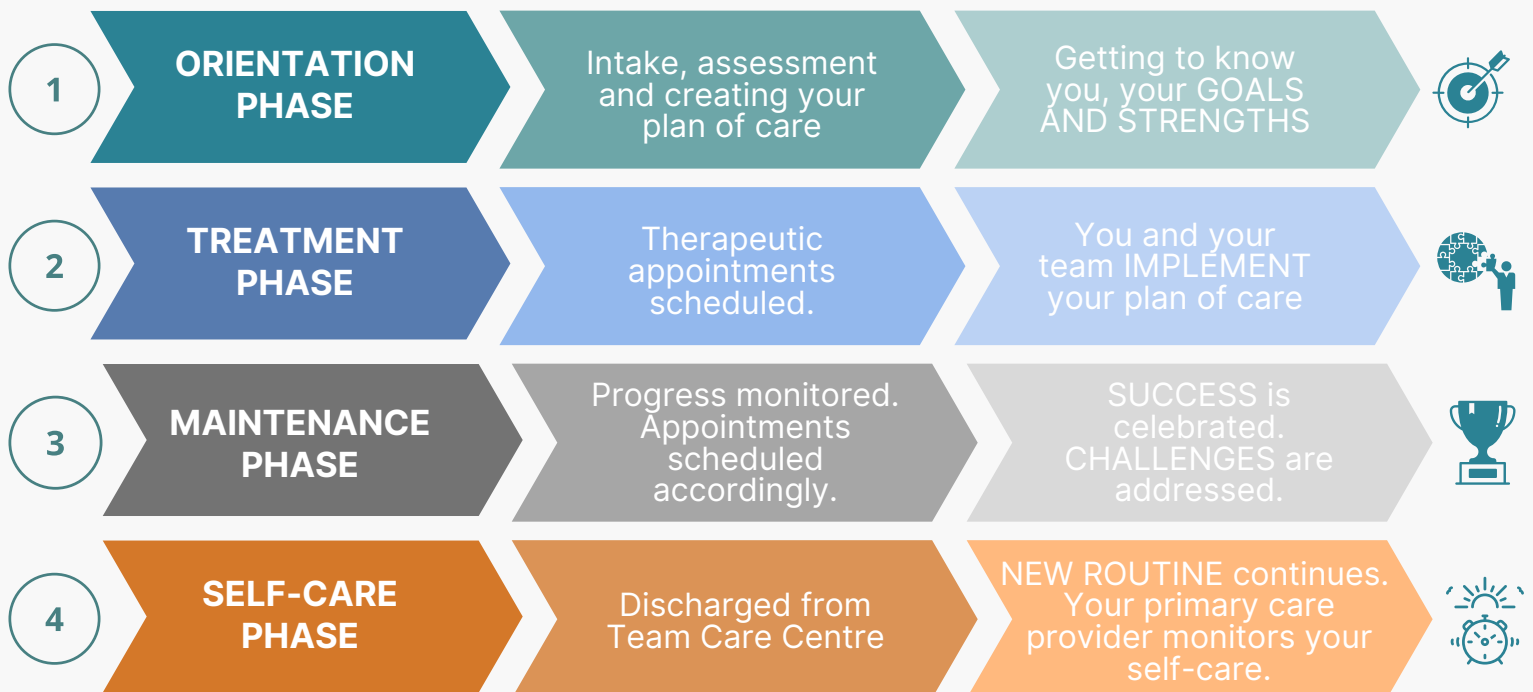 1
ORIENTATION
PHASE
Intake, assessment
and creating your
plan of care
Getting to know
you, your GOALS
AND STRENGTHS
2
TREATMENT
PHASE
Therapeutic
appointments
scheduled.
You and your
team IMPLEMENT
your plan of care
3
MAINTENANCE
PHASE
Progress monitored.
Appointments
scheduled
accordingly.
SUCCESS is
celebrated.
CHALLENGES are
addressed.
4
SELF-CARE
PHASE
Discharged from
Team Care Centre
NEW ROUTINE continues.
Your primary care
provider monitors your
self-care.